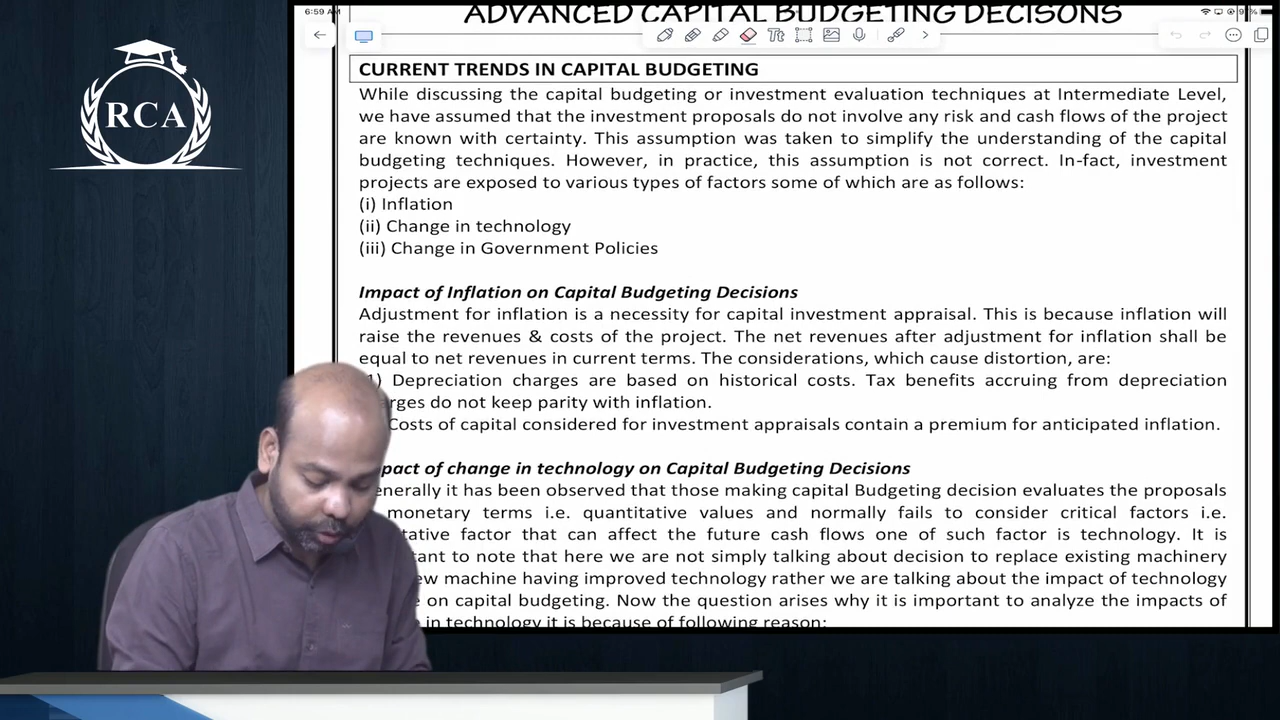 6:59 AM
ADVANCED CAPITAL BUDGETING DECISONS
Tt
RCA
CURRENT TRENDS IN CAPITAL BUDGETING
While discussing the capital budgeting or investment evaluation techniques at Intermediate Level,
we have assumed that the investment proposals do not involve any risk and cash flows of the project
are known with certainty. This assumption was taken to simplify the understanding of the capital
budgeting techniques. However, in practice, this assumption is not correct. In-fact, investment
projects are exposed to various types of factors some of which are as follows:
(i) Inflation
(ii) Change in technology
(iii) Change in Government Policies
Impact of Inflation on Capital Budgeting Decisions
Adjustment for inflation is a necessity for capital investment appraisal. This is because inflation will
raise the revenues & costs of the project. The net revenues after adjustment for inflation shall be
equal to net revenues in current terms. The considerations, which cause distortion, are:
1) Depreciation charges are based on historical costs. Tax benefits accruing from depreciation
arges do not keep parity with inflation.
Costs of capital considered for investment appraisals contain a premium for anticipated inflation.
pact of change in technology on Capital Budgeting Decisions
enerally it has been observed that those making capital Budgeting decision evaluates the proposals
monetary terms i.e. quantitative values and normally fails to consider critical factors i.e.
tative factor that can affect the future cash flows one of such factor is technology. It is
tant to note that here we are not simply talking about decision to replace existing machinery
ew machine having improved technology rather we are talking about the impact of technology
e on capital budgeting. Now the question arises why it is important to analyze the impacts of
in technology it is because of following reason: